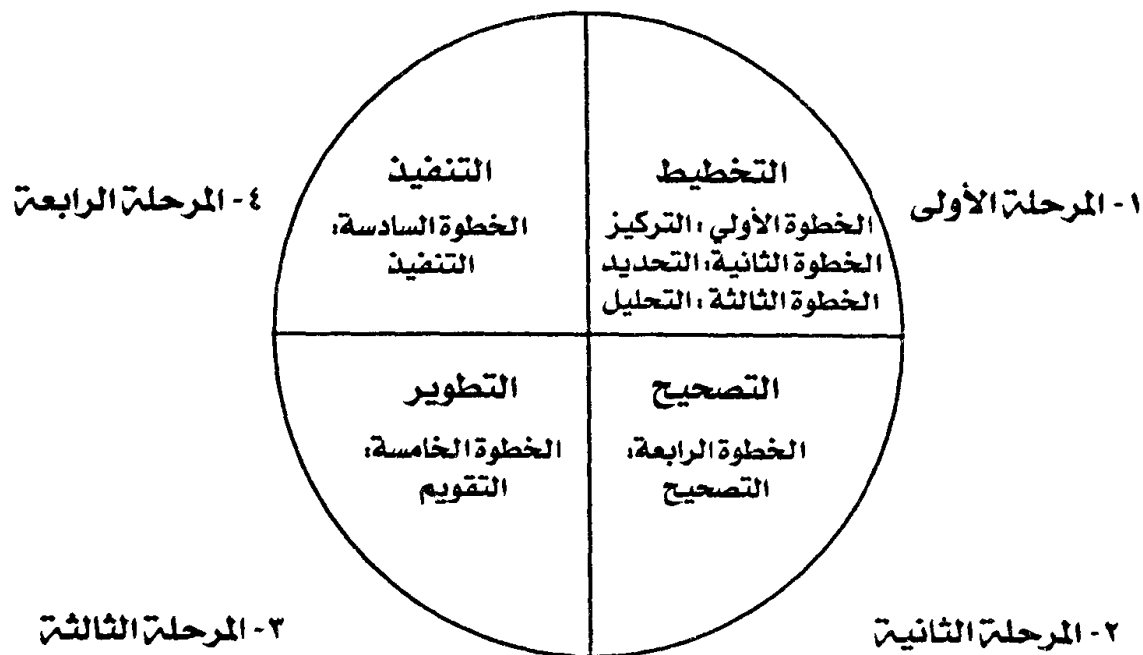 ١- المرحلة الأولى
التخطيط
الخطوة الأولي : التركيز
الخطوة الثانية: التحديد
الخطوة الثالثة : التحليل
٢- المرحلة الثانية
التصحيح
الخطوة الرابعة:
التصحيح
٣- المرحلة الثالثة
التطوير
الخطوة الخامسة:
التقويم
٤- المرحلة الرابعة
التنفيذ
الخطوة السادسة:
التنفيذ